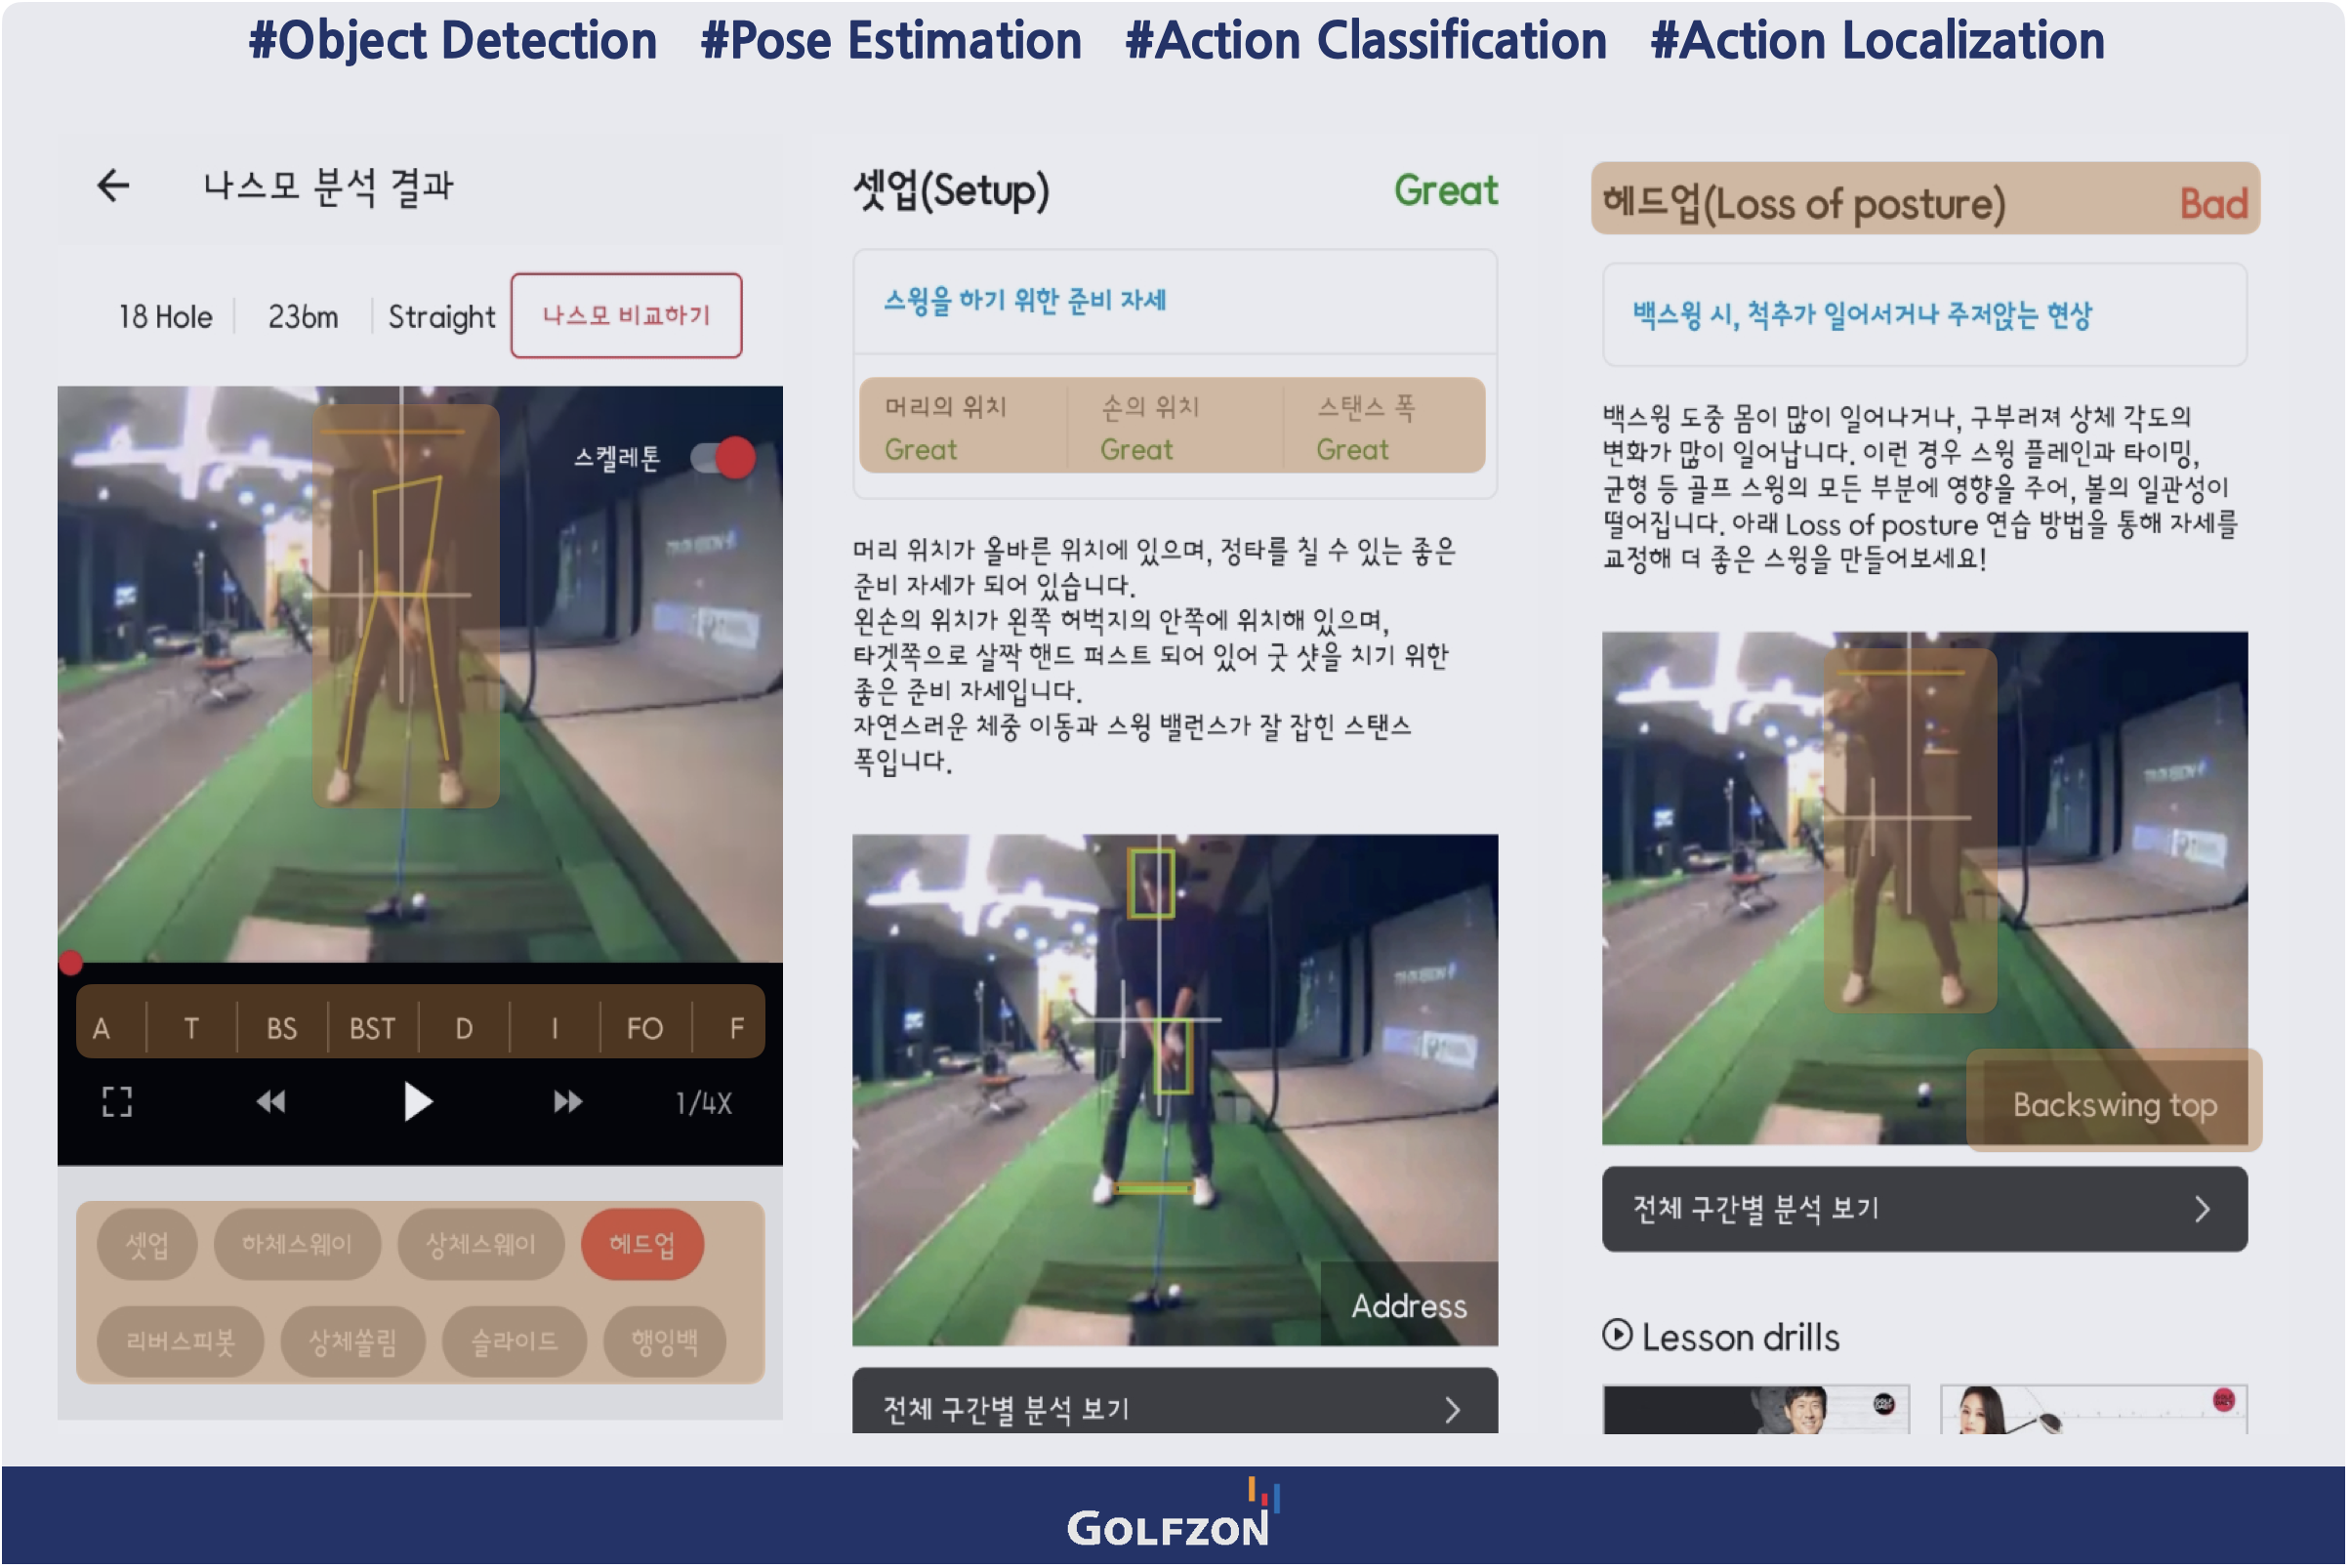 #Object Detection #Pose Estimation #Action Classification #Action Localization
나스모 분석 결과
18 Hole 236m Straight 나스모 비교하기
스켈레톤
A T BS BST D I FO F
1/4X
셋업 하체스웨이 상체스웨이 헤드업
리버스피봇 상체쏠림 슬라이드 행잉백
셋업(Setup) Great
스윙을 하기 위한 준비 자세
머리의 위치 손의 위치 스탠스 폭
Great Great Great
머리 위치가 올바른 위치에 있으며, 정타를 칠 수 있는 좋은
준비 자세가 되어 있습니다.
왼손의 위치가 왼쪽 허벅지의 안쪽에 위치해 있으며,
타겟쪽으로 살짝 핸드 퍼스트 되어 있어 굿 샷을 치기 위한
좋은 준비 자세입니다.
자연스러운 체중 이동과 스윙 밸런스가 잘 잡힌 스탠스
폭입니다.
Address
전체 구간별 분석 보기
헤드업(Loss of posture) Bad
백스윙 시, 척추가 일어서거나 주저앉는 현상
백스윙 도중 몸이 많이 일어나거나, 구부러져 상체 각도의
변화가 많이 일어납니다. 이런 경우 스윙 플레인과 타이밍,
균형 등 골프 스윙의 모든 부분에 영향을 주어, 볼의 일관성이
떨어집니다. 아래 Loss of posture 연습 방법을 통해 자세를
교정해 더 좋은 스윙을 만들어보세요!
Backswing top
전체 구간별 분석 보기
Lesson drills
GOLFZON